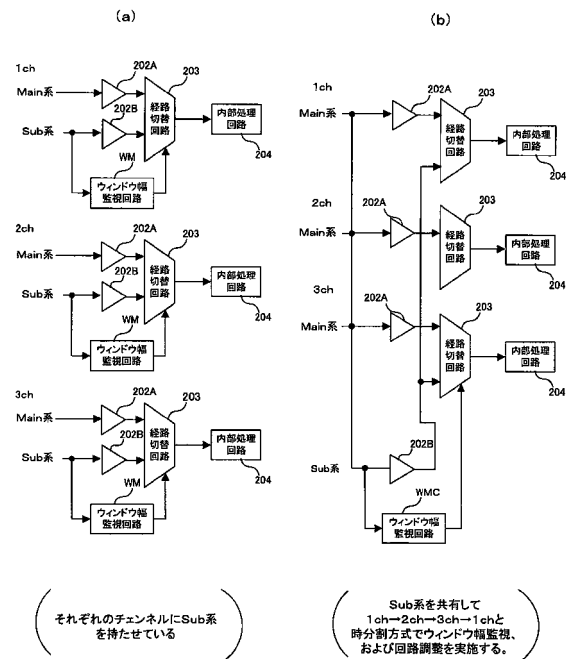 (a)
1ch
202A
203
Main系
202B
経路
切替
回路
内部処理
回路
Sub系
204
WM
ウィンドウ幅
監視回路
2ch
202A
203
Main系
202B
経路
切替
回路
内部処理
回路
Sub系
204
WM
ウィンドウ幅
監視回路
3ch
202A
203
Main系
202B
経路
切替
回路
内部処理
回路
Sub系
204
WM
ウィンドウ幅
監視回路
それぞれのチェンネルにSub系
を持たせている
(b)
1ch
202A
203
Main系
経路
切替
回路
内部処理
回路
204
2ch
202A
203
Main系
経路
切替
回路
内部処理
回路
204
3ch
202A
203
Main系
経路
切替
回路
内部処理
回路
204
202B
Sub系
WMC
ウィンドウ幅
監視回路
Sub系を共有して
1ch→2ch→3ch→1chと
時分割方式でウィンドウ幅監視、
および回路調整を実施する。